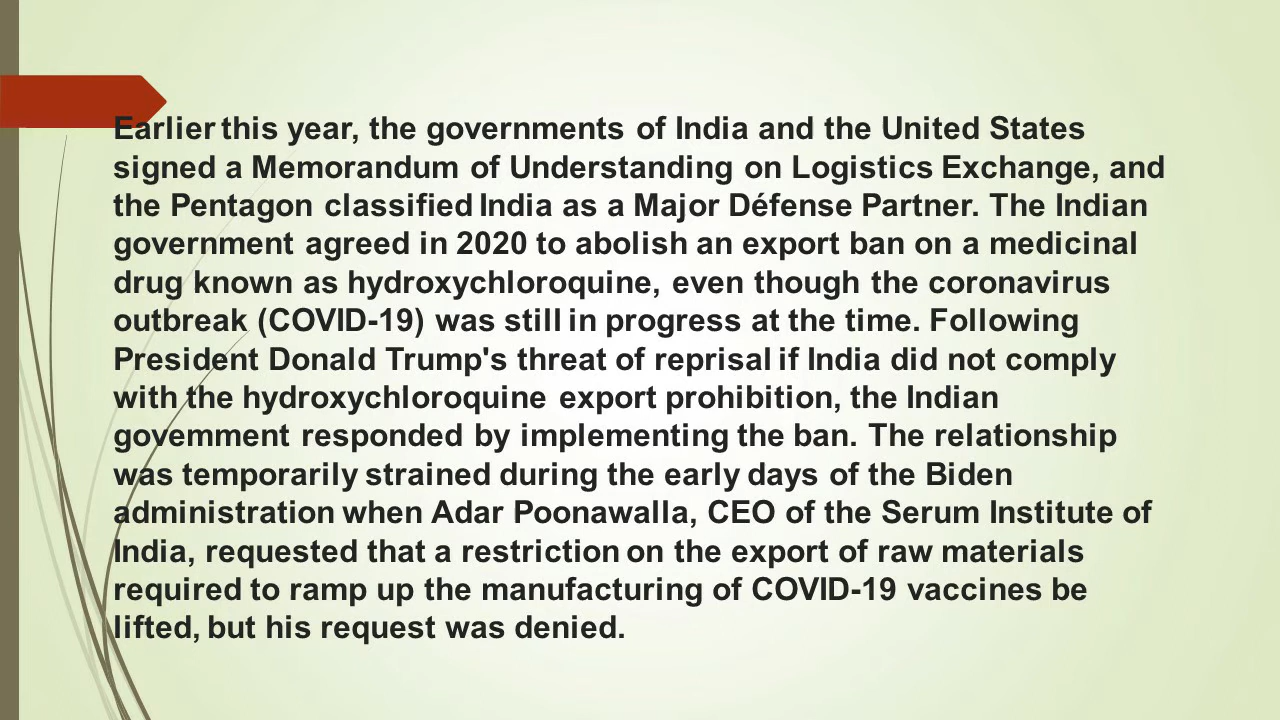 Earlier this year, the governments of India and the United States
signed a Memorandum of Understanding on Logistics Exchange, and
the Pentagon classified India as a Major Défense Partner. The Indian
government agreed in 2020 to abolish an export ban on a medicinal
drug known as hydroxychloroquine, even though the coronavirus
outbreak (COVID-19) was still in progress at the time. Following
President Donald Trump's threat of reprisal if India did not comply
with the hydroxychloroquine export prohibition, the Indian
govemment responded by implementing the ban. The relationship
was temporarily strained during the early days of the Biden
administration when Adar Poonawalla, CEO of the Serum Institute of
India, requested that a restriction on the export of raw materials
required to ramp up the manufacturing of COVID-19 vaccines be
lifted, but his request was denied.